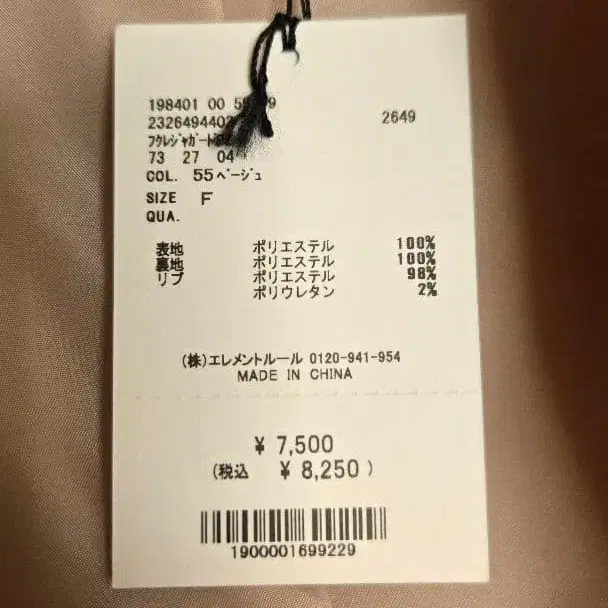 198401 00
2326494402
2649
フクレジャガード
73 27 04
COL. 55ベージュ
SIZE F
QUA.
表地 ポリエステル 100%
裏地 ポリエステル 100%
リブ ポリエステル 98%
ポリウレタン 2%
(株)エレメントルール 0120-941-954
MADE IN CHINA
¥ 7,500
(税込 ¥ 8,250 )
1900001699229